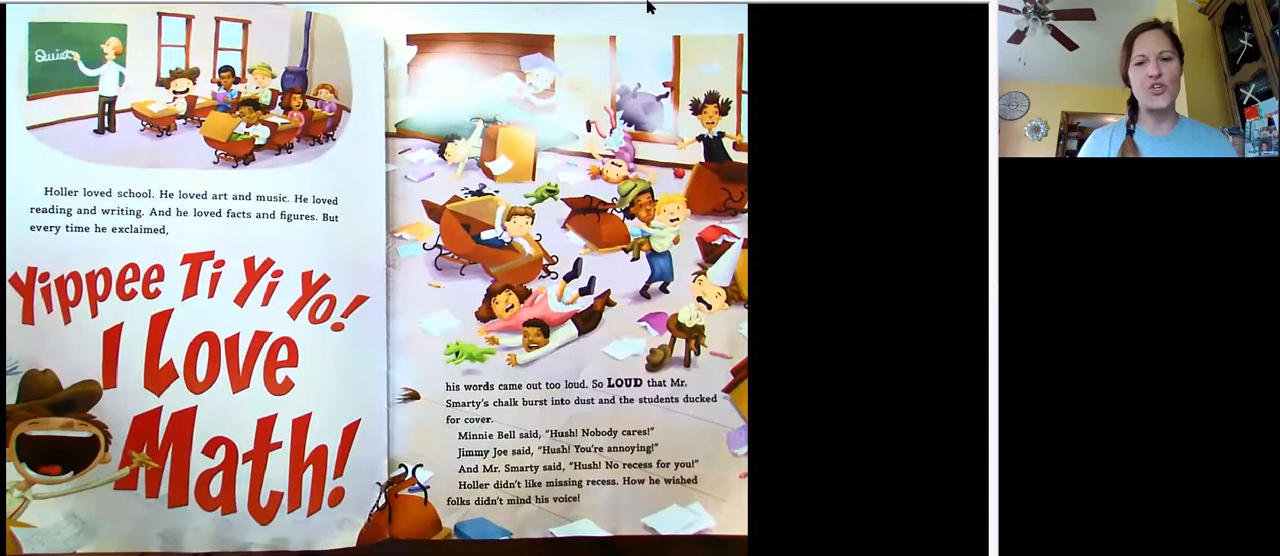 Quiet
Holler loved school. He loved art and music. He loved
reading and writing. And he loved facts and figures. But
every time he exclaimed,
Yippee Ti Yi Yo!
I Love
Math!
his words came out too loud. So LOUD that Mr.
Smarty's chalk burst into dust and the students ducked
for cover.
Minnie Bell said, "Hush! Nobody cares!"
Jimmy Joe said, "Hush! You're annoying!"
And Mr. Smarty said, "Hush! No recess for you!"
Holler didn't like missing recess. How he wished
folks didn't mind his voice!